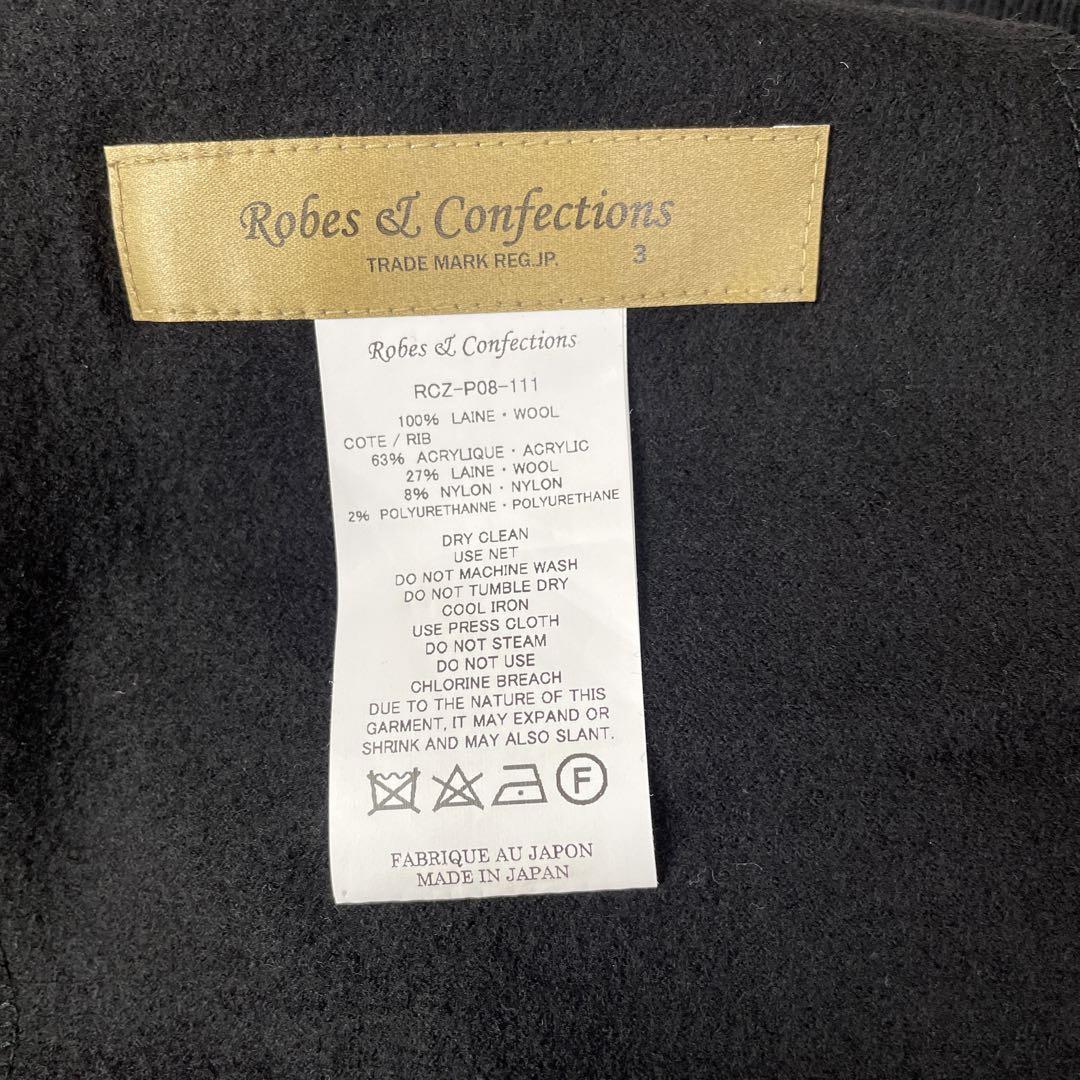 Robes & Confections
TRADE MARK REG.JP. 3
Robes & Confections
RCZ-P08-111
100% LAINE・WOOL
COTE / RIB
63% ACRYLIQUE・ACRYLIC
27% LAINE・WOOL
8% NYLON・NYLON
2% POLYURETHANNE・POLYURETHANE
DRY CLEAN
USE NET
DO NOT MACHINE WASH
DO NOT TUMBLE DRY
COOL IRON
USE PRESS CLOTH
DO NOT STEAM
DO NOT USE
CHLORINE BREACH
DUE TO THE NATURE OF THIS
GARMENT, IT MAY EXPAND OR
SHRINK AND MAY ALSO SLANT.
F
FABRIQUE AU JAPON
MADE IN JAPAN